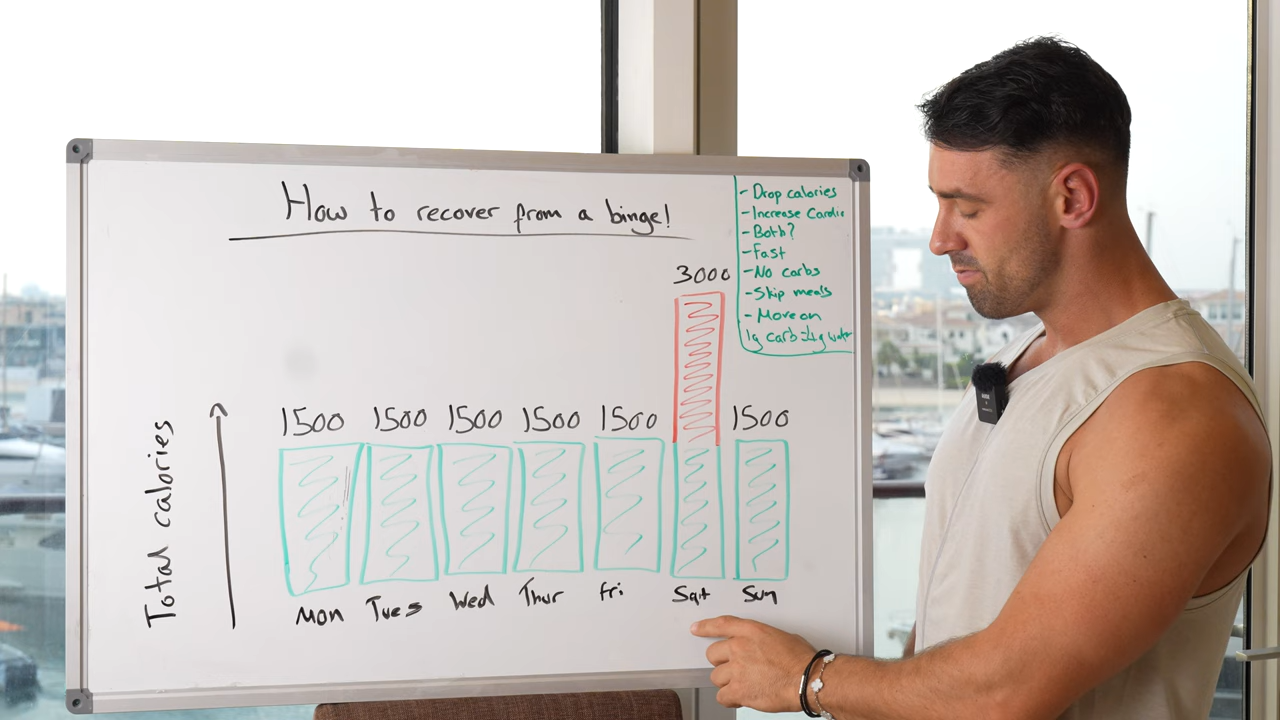 How to recover from a binge!
- Drop calories
- Increase Cardio
- Both?
- Fast
- No carbs
- Skip meals
- Move on
1g carb=4g water
3000
1500 1500 1500 1500 1500 1500
Total calories
Mon Tues Wed Thur fri Sat Sun